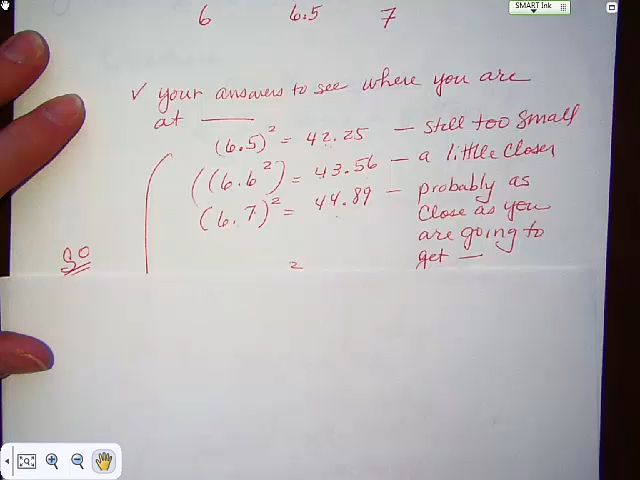 SMART Ink
6 6.5 7
✓ your answers to see where you are
at ____
(6.5)² = 42.25 — still too small
((6.6²) = 43.56 — a little closer
(6.7)² = 44.89 — probably as
close as you
are going to
get —
SO
2